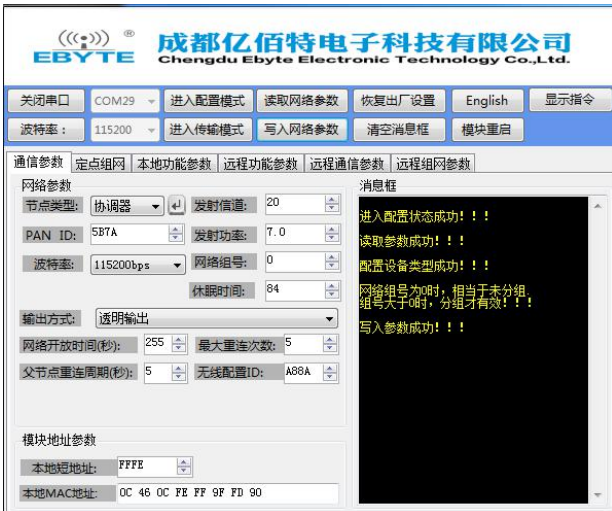 EBYTE ®
成都亿佰特电子科技有限公司
Chengdu Ebyte Electronic Technology Co.,Ltd.
关闭串口 COM29 进入配置模式 读取网络参数 恢复出厂设置 English 显示指令
波特率： 115200 进入传输模式 写入网络参数 清空消息框 模块重启
通信参数 定点组网 本地功能参数 远程功能参数 远程通信参数 远程组网参数
网络参数
节点类型: 协调器 发射信道: 20
PAN ID: 5B7A 发射功率: 7.0
波特率: 115200bps 网络组号: 0
休眠时间: 84
输出方式: 透明输出
网络开放时间(秒): 255 最大重连次数: 5
父节点重连周期(秒): 5 无线配置ID: A88A
模块地址参数
本地短地址: FFFE
本地MAC地址: 0C 46 0C FE FF 9F FD 90
消息框
进入配置状态成功！！！
读取参数成功！！！
配置设备类型成功！！！
网络组号为0时，相当于未分组，
组号大于0时，分组才有效！！！
写入参数成功！！！